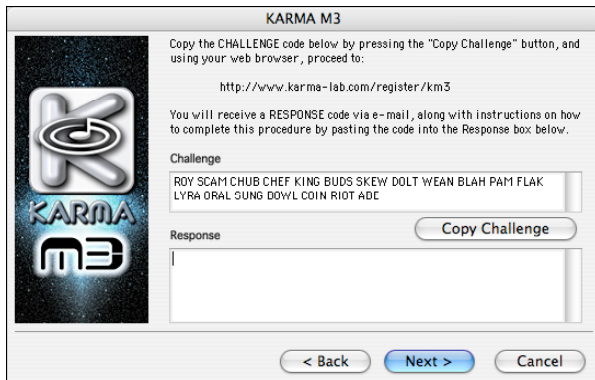 KARMA M3
Copy the CHALLENGE code below by pressing the "Copy Challenge" button, and
using your web browser, proceed to:
http://www.karma-lab.com/register/km3
You will receive a RESPONSE code via e-mail, along with instructions on how
to complete this procedure by pasting the code into the Response box below.
Challenge
ROY SCAM CHUB CHEF KING BUDS SKEW DOLT WEAN BLAH PAM FLAK
LYRA ORAL SUNG DOWL COIN RIOT ADE
Copy Challenge
Response
K
KARMA
M3
< Back Next > Cancel